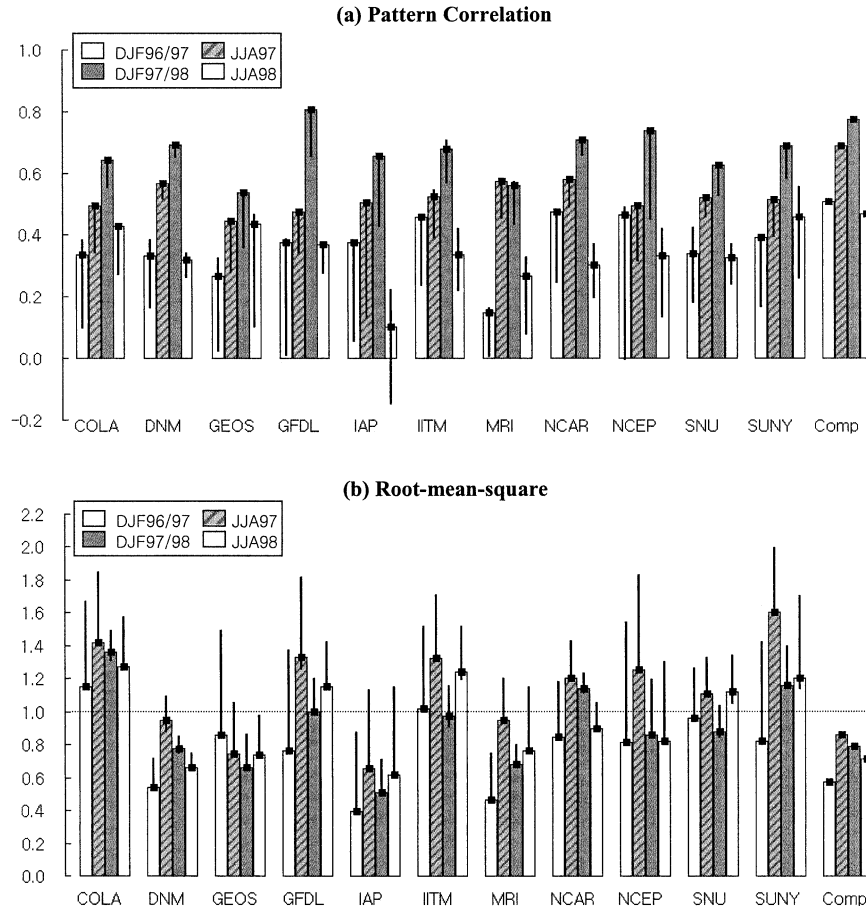 (a) Pattern Correlation
DJF96/97 JJA97
DJF97/98 JJA98
1.0
0.8
0.6
0.4
0.2
0.0
-0.2
COLA DNM GEOS GFDL IAP IITM MRI NCAR NCEP SNU SUNY Comp
(b) Root-mean-square
DJF96/97 JJA97
DJF97/98 JJA98
2.2
2.0
1.8
1.6
1.4
1.2
1.0
0.8
0.6
0.4
0.2
0.0
COLA DNM GEOS GFDL IAP IITM MRI NCAR NCEP SNU SUNY Comp